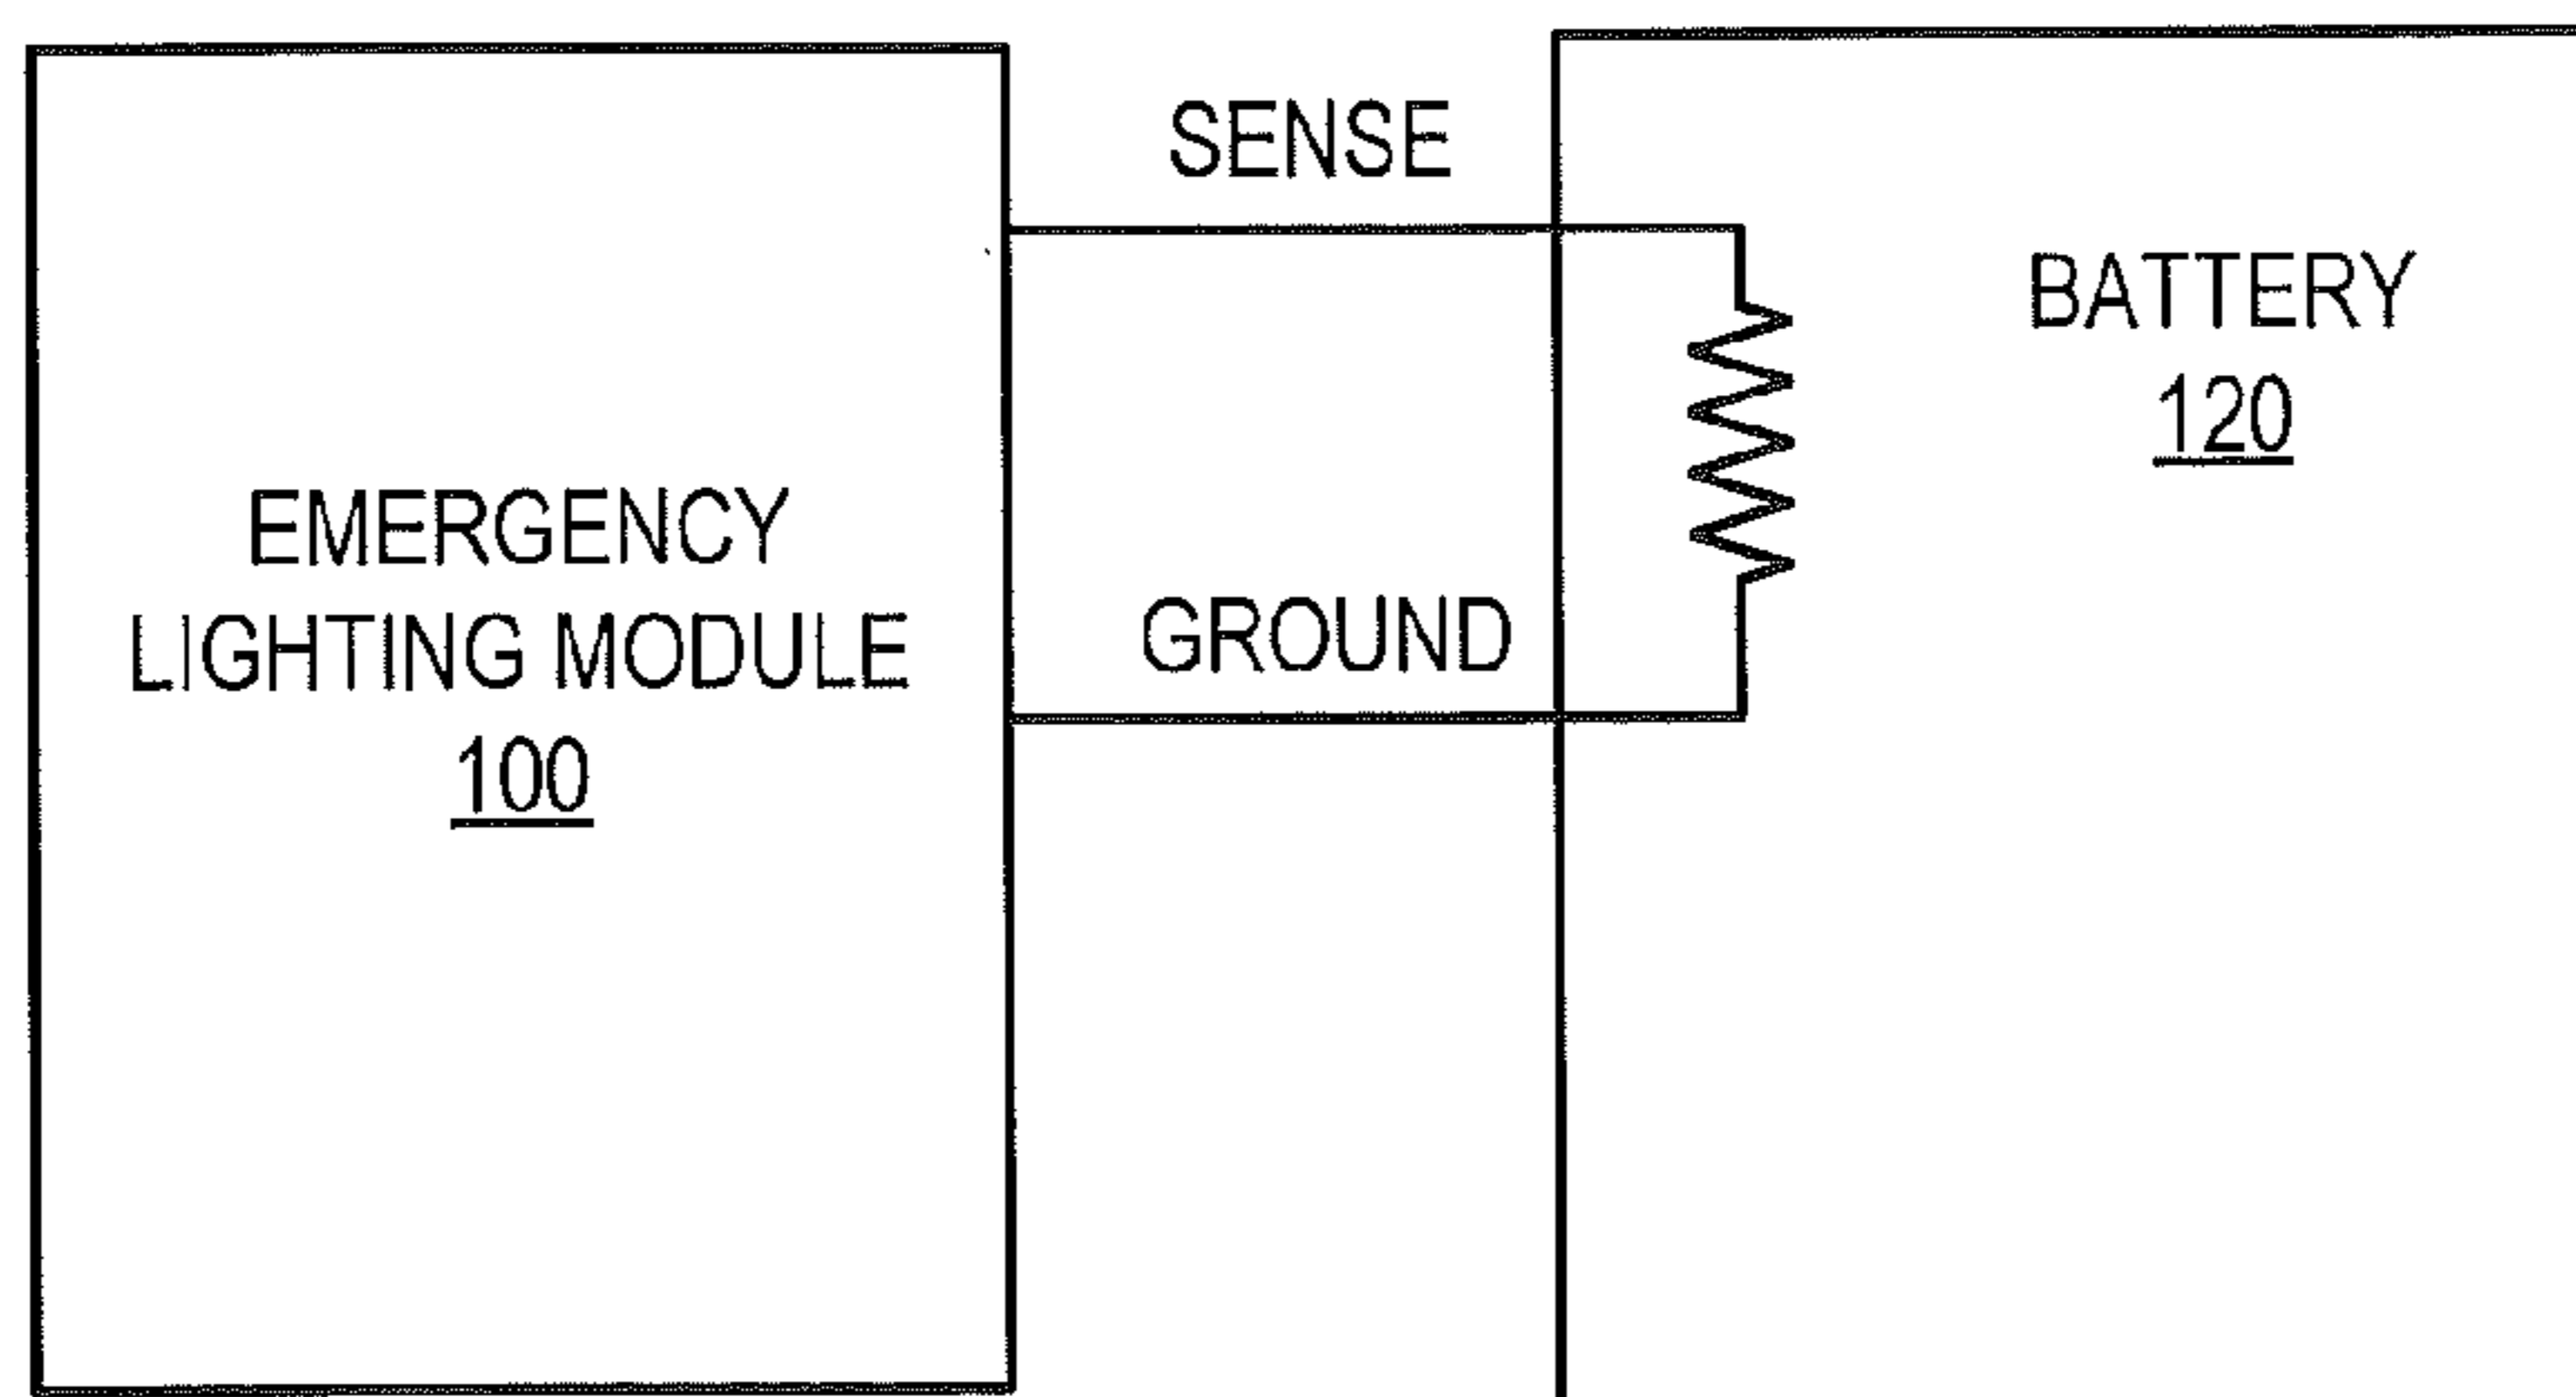 SENSE
BATTERY
120
EMERGENCY
LIGHTING MODULE
100
GROUND